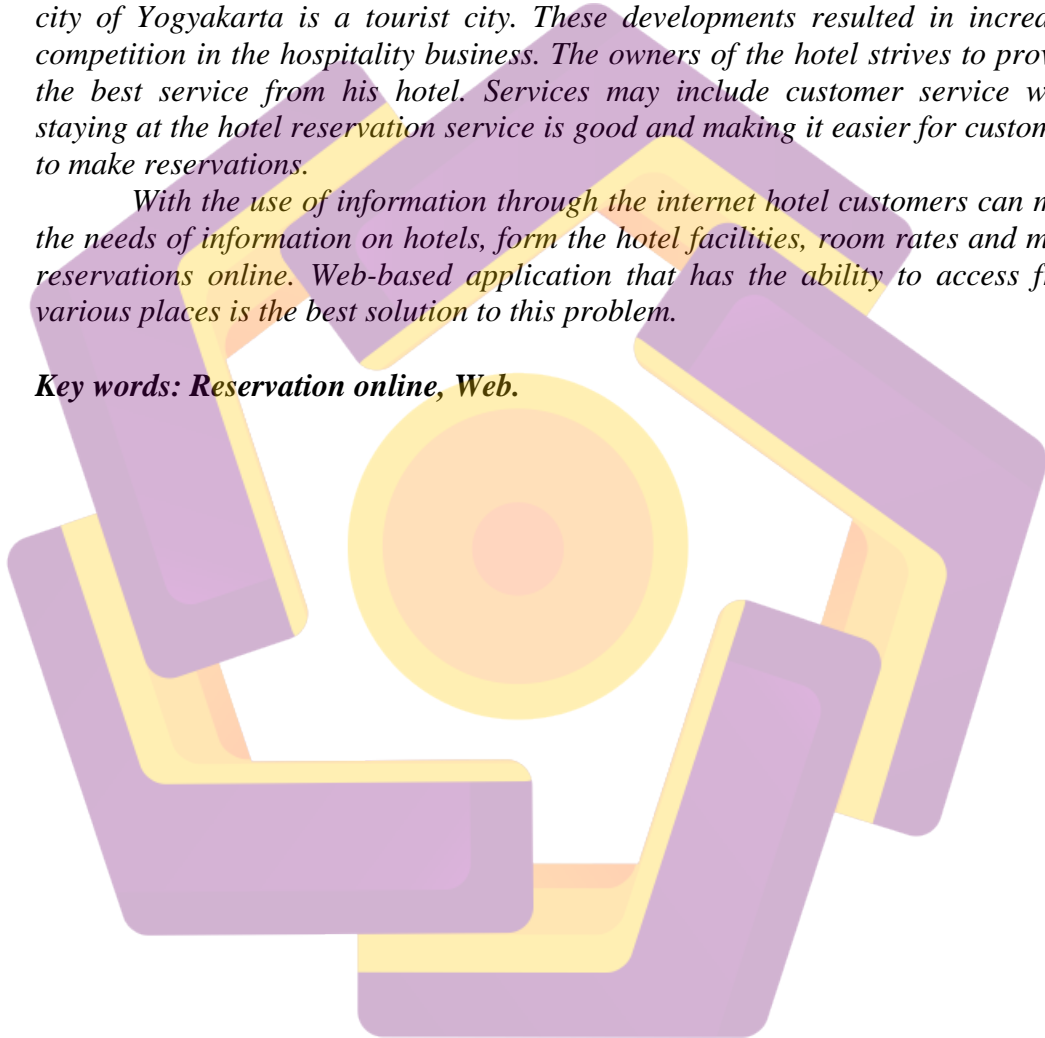 city of Yogyakarta is a tourist city. These developments resulted in increa
competition in the hospitality business. The owners of the hotel strives to prov
the best service from his hotel. Services may include customer service w
staying at the hotel reservation service is good and making it easier for custom
to make reservations.
With the use of information through the internet hotel customers can m
the needs of information on hotels, form the hotel facilities, room rates and m
reservations online. Web-based application that has the ability to access f
various places is the best solution to this problem.
Key words: Reservation online, Web.